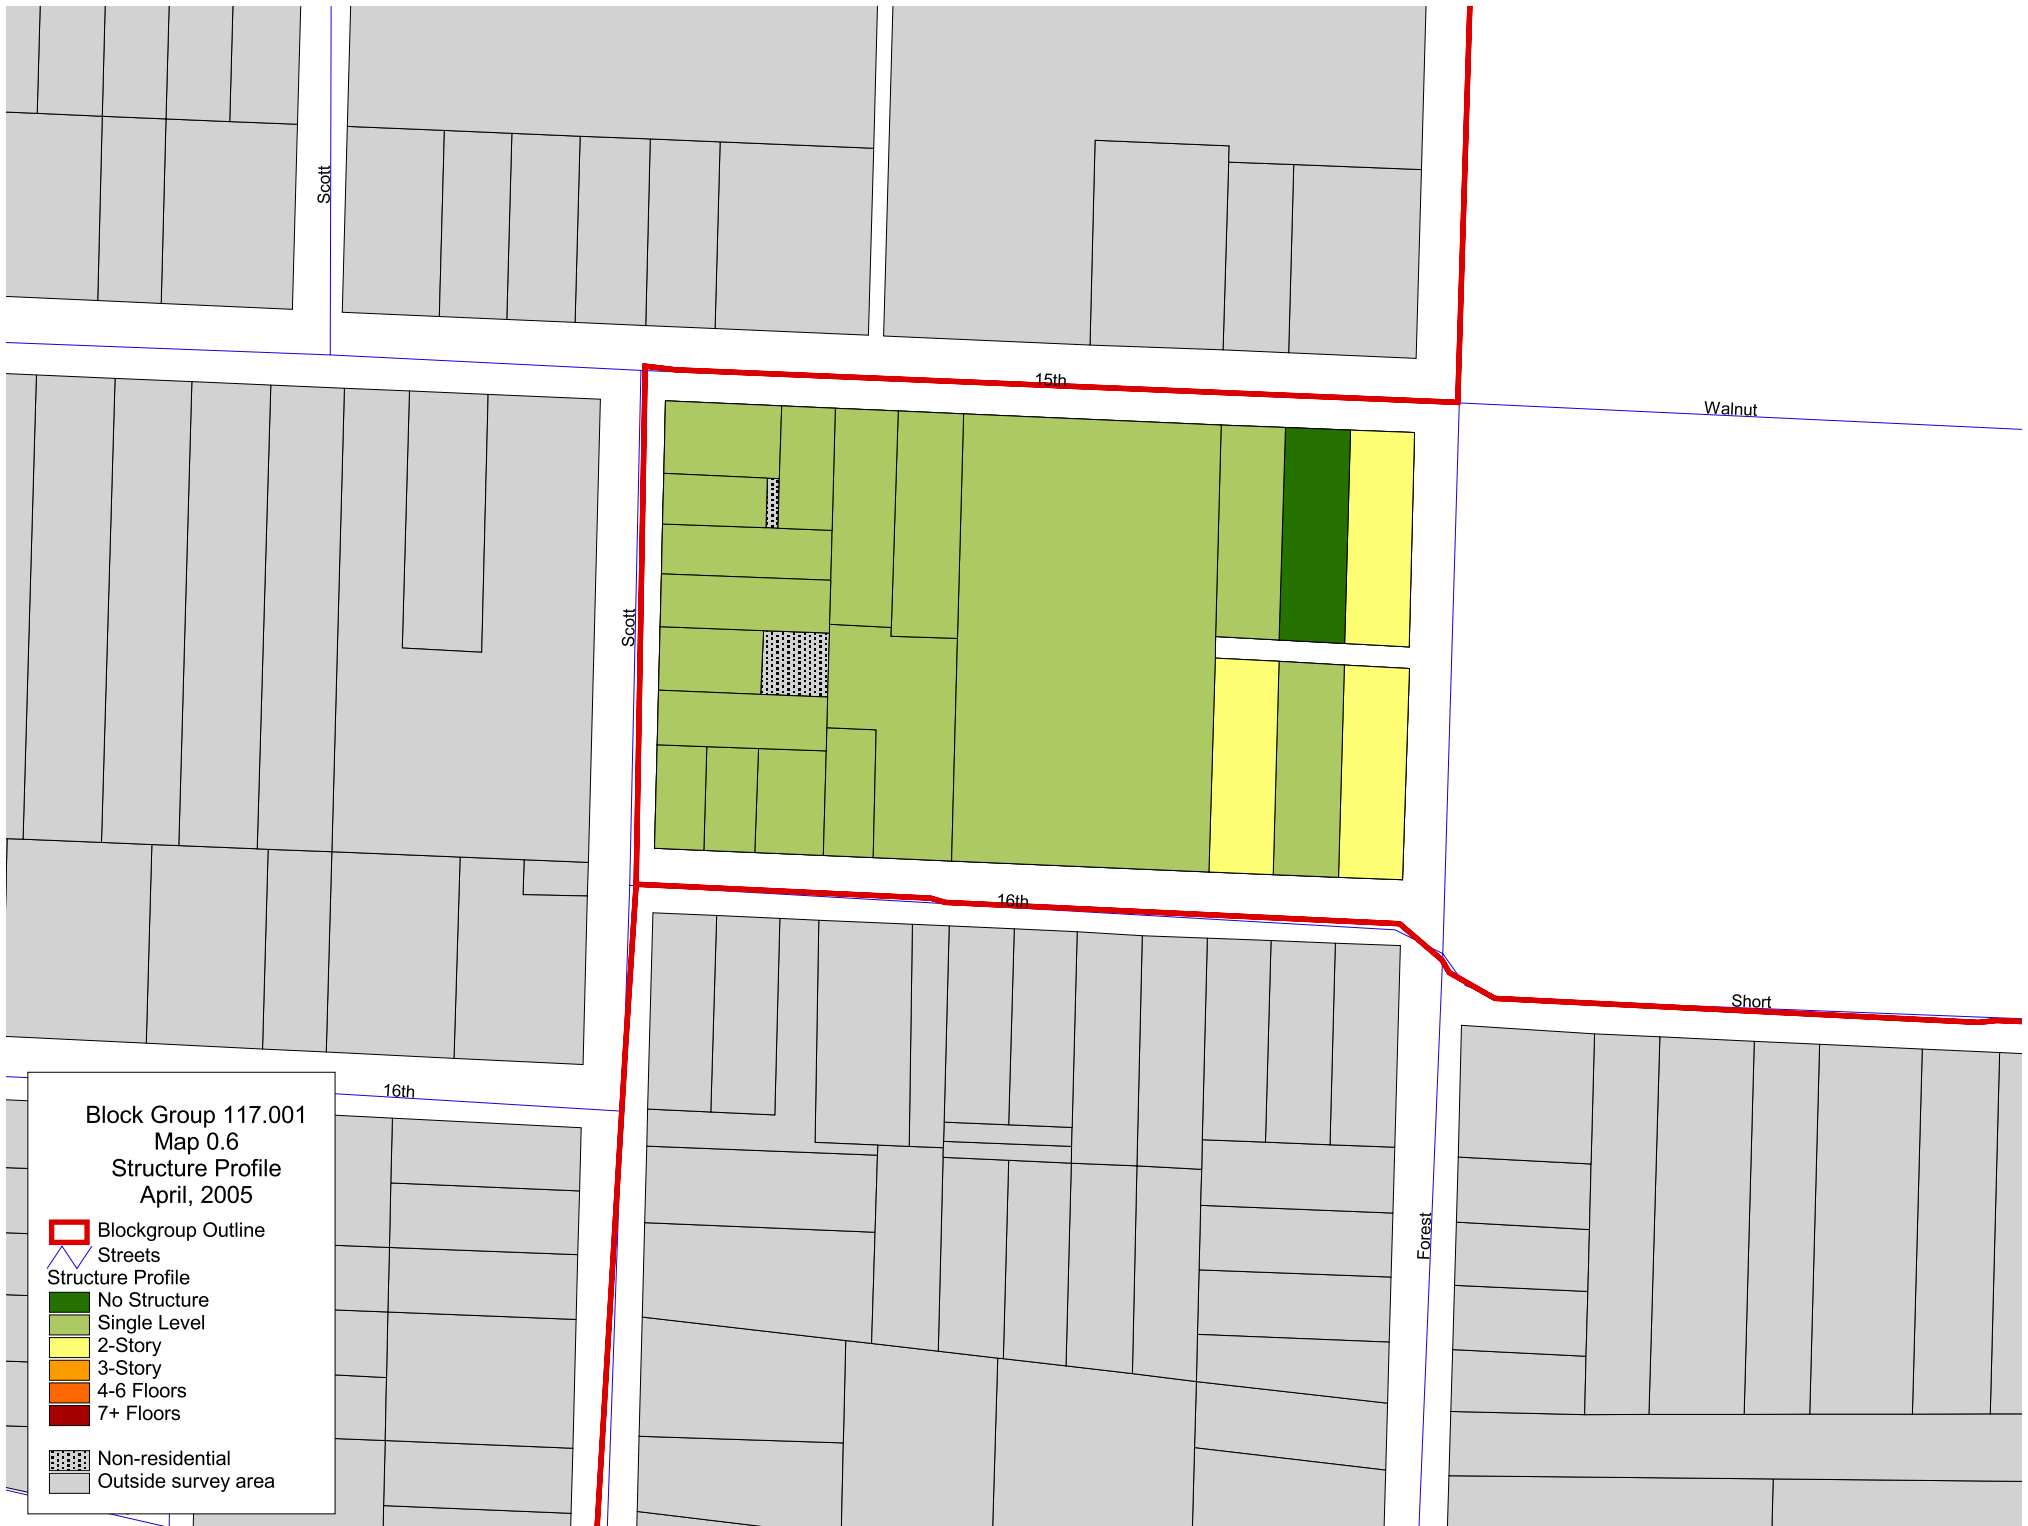 Scott
15th
Walnut
Scott
16th
Short
16th
Forest
Block Group 117.001
Map 0.6
Structure Profile
April, 2005
Blockgroup Outline
Streets
Structure Profile
No Structure
Single Level
2-Story
3-Story
4-6 Floors
7+ Floors
Non-residential
Outside survey area